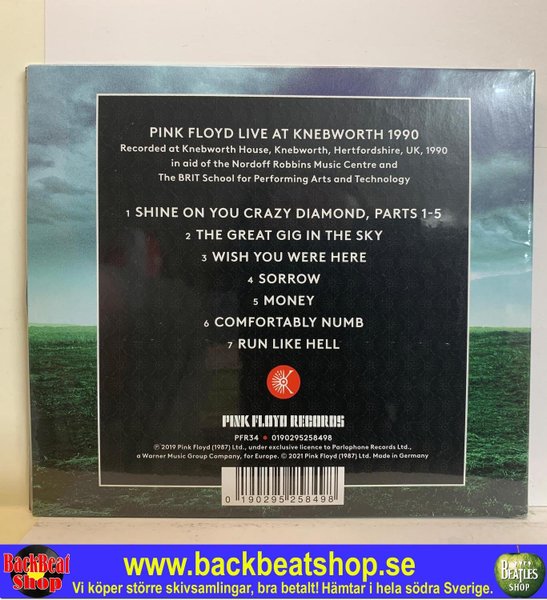 PINK FLOYD LIVE AT KNEBWORTH 1990
Recorded at Knebworth House, Knebworth, Hertfordshire, UK, 1990
in aid of the Nordoff Robbins Music Centre and
The BRIT School for Performing Arts and Technology
1 SHINE ON YOU CRAZY DIAMOND, PARTS 1-5
2 THE GREAT GIG IN THE SKY
3 WISH YOU WERE HERE
4 SORROW
5 MONEY
6 COMFORTABLY NUMB
7 RUN LIKE HELL
PINK FLOYD RECORDS
PFR34 • 0190295258498
℗ 2019 Pink Floyd (1987) Ltd., under exclusive licence to Parlophone Records Ltd.,
a Warner Music Group Company, for Europe. © 2021 Pink Floyd (1987) Ltd. Made in Germany
0 190295 258498
BackBeat
Shop
www.backbeatshop.se
Vi köper större skivsamlingar, bra betalt! Hämtar i hela södra Sverige.
THE
BEATLES
SHOP